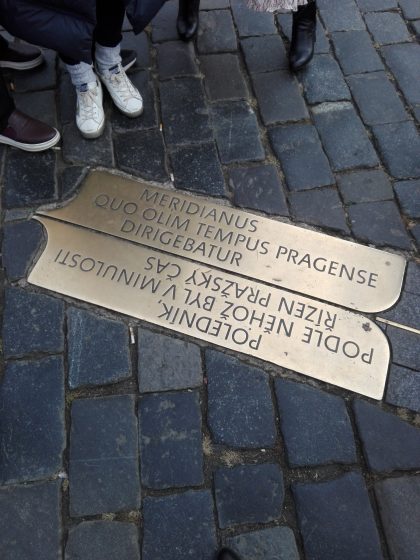 MERIDIANUS
QUO OLIM TEMPUS PRAGENSE
DIRIGEBATUR
POLEDNÍK,
PODLE NĚHOŽ BYL V MINULOSTI
ŘÍZEN PRAŽSKÝ ČAS